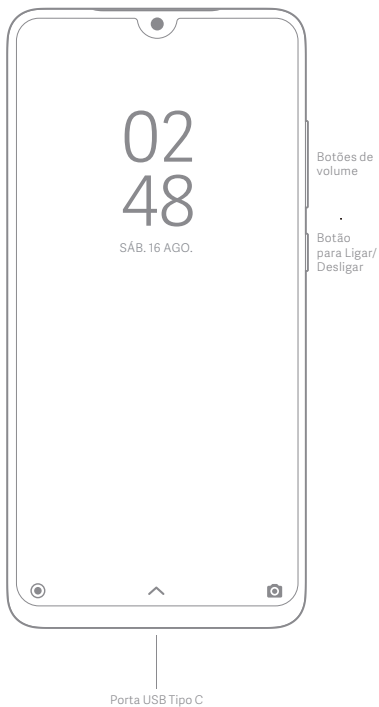 02
48
SÁB. 16 AGO.
Botões de
volume
Botão
para Ligar/
Desligar
Porta USB Tipo C